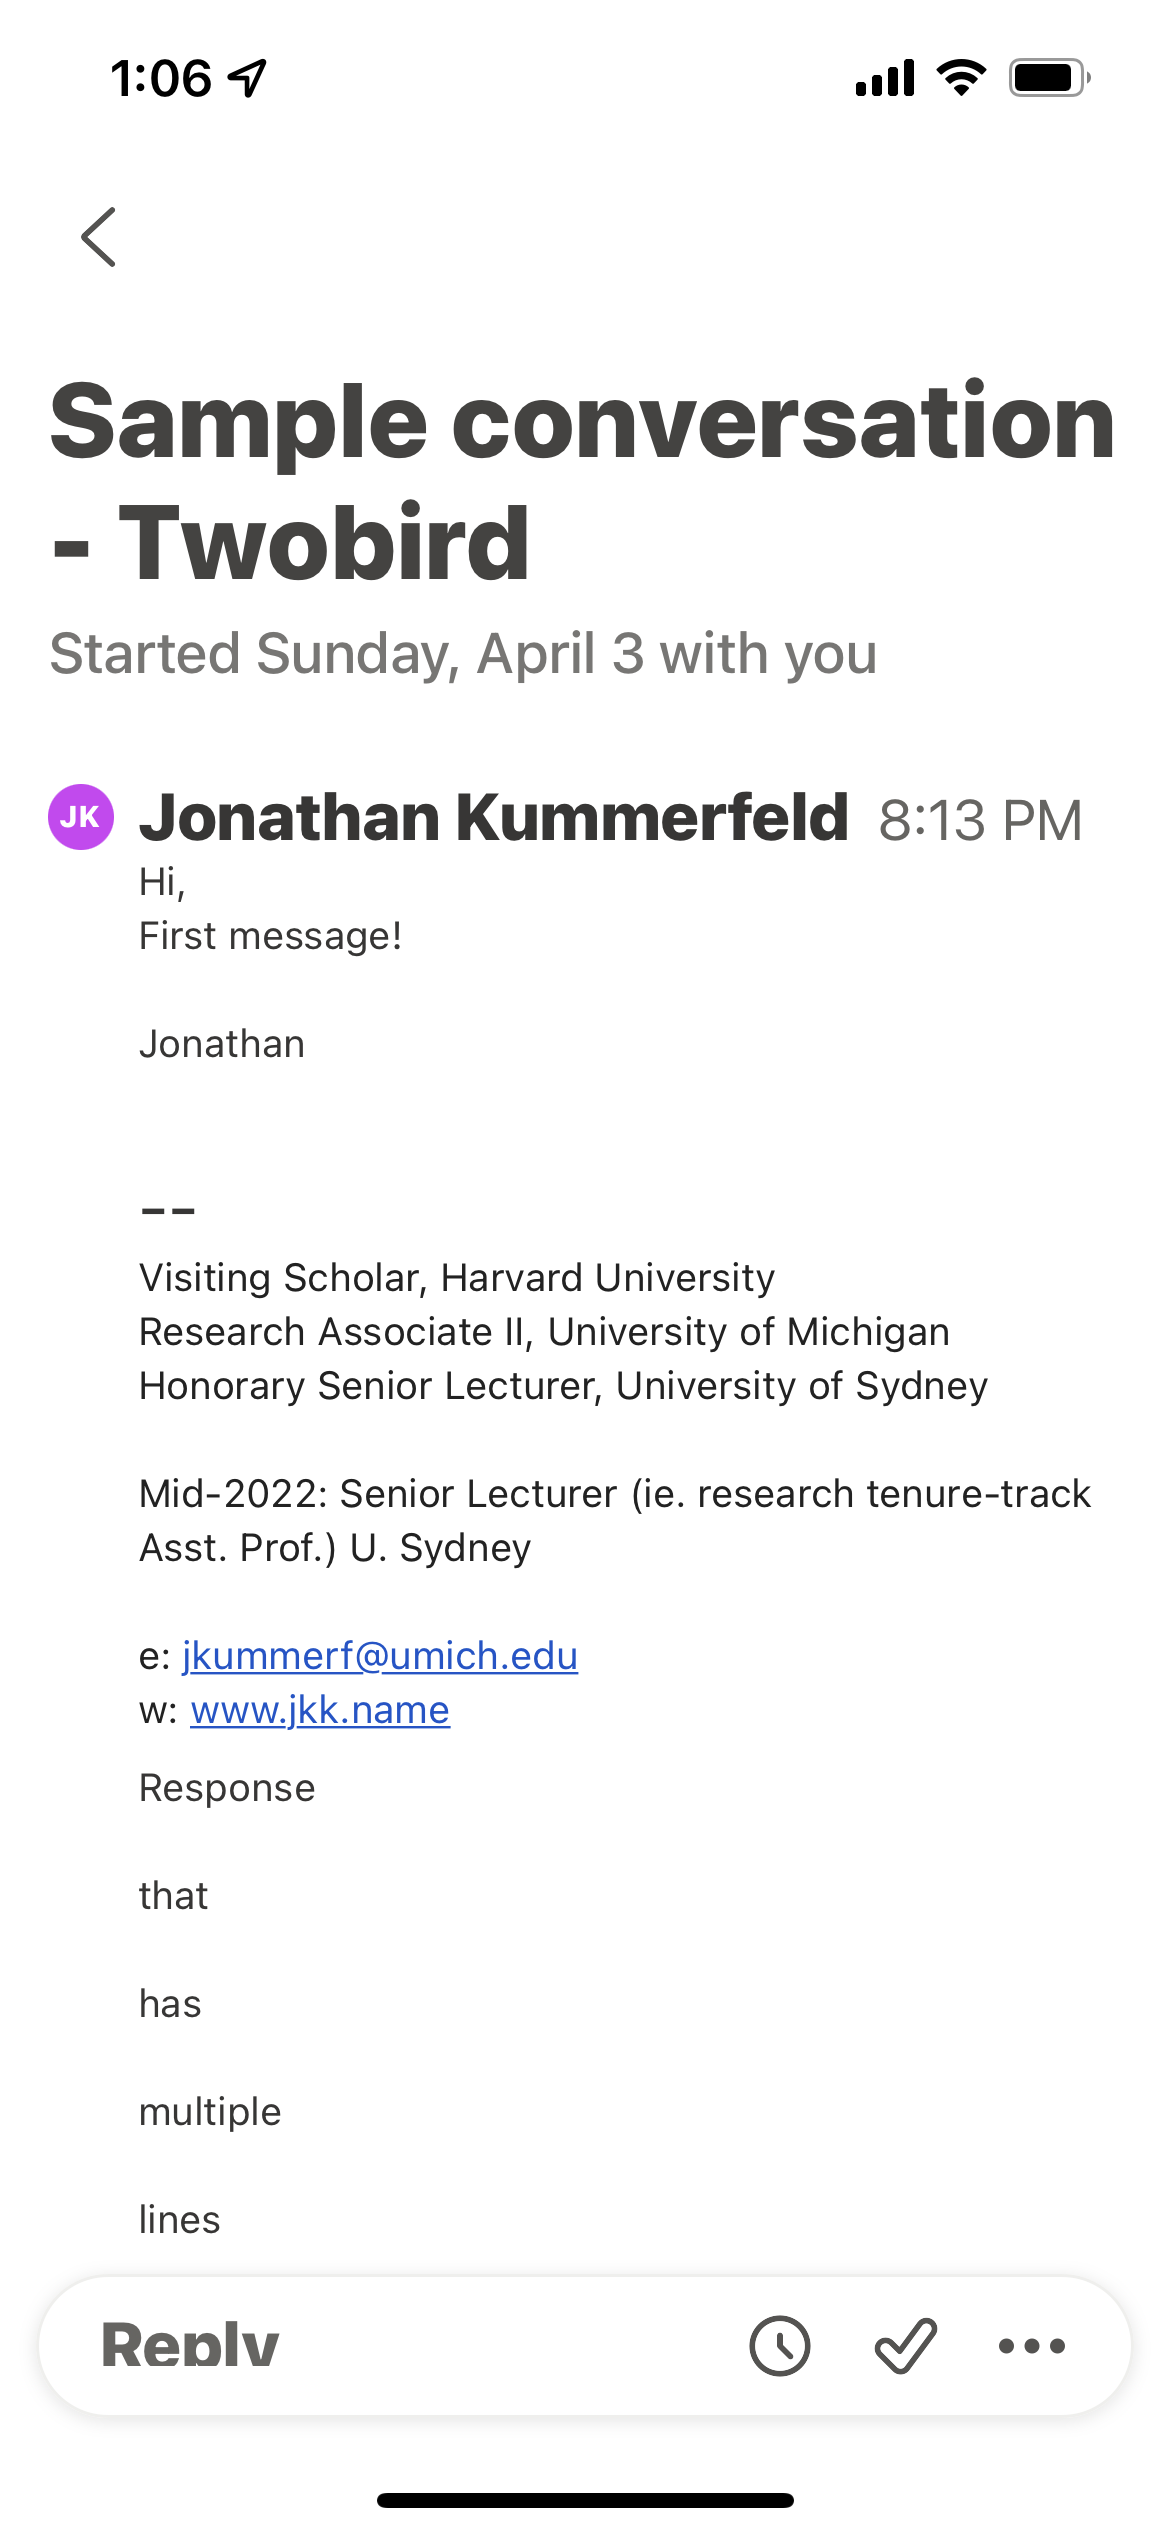 1:06
Sample conversation
- Twobird
Started Sunday, April 3 with you
JK Jonathan Kummerfeld 8:13 PM
Hi,
First message!
Jonathan
--
Visiting Scholar, Harvard University
Research Associate II, University of Michigan
Honorary Senior Lecturer, University of Sydney
Mid-2022: Senior Lecturer (ie. research tenure-track
Asst. Prof.) U. Sydney
e: jkummerf@umich.edu
w: www.jkk.name
Response
that
has
multiple
lines
Reply